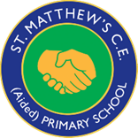 ST. MATTHEW'S C.E.
(Aided) PRIMARY SCHOOL